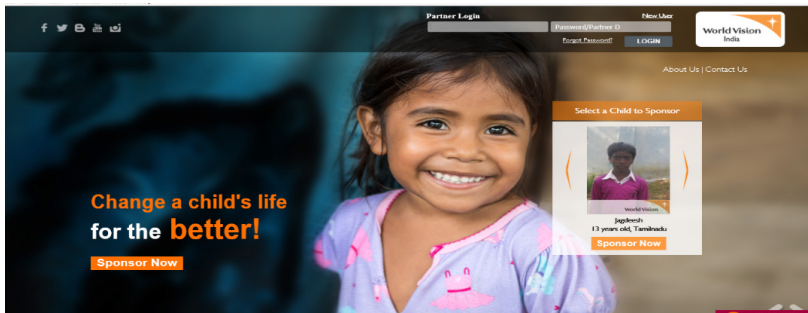 Partner Login
New User
Password/Partner D
Forgot Password?
LOGIN
World Vision
India
About Us | Contact Us
Select a Child to Sponsor
World Vision
Jagdeesh
13 years old, Tamilnadu
Sponsor Now
Change a child's life
for the better!
Sponsor Now